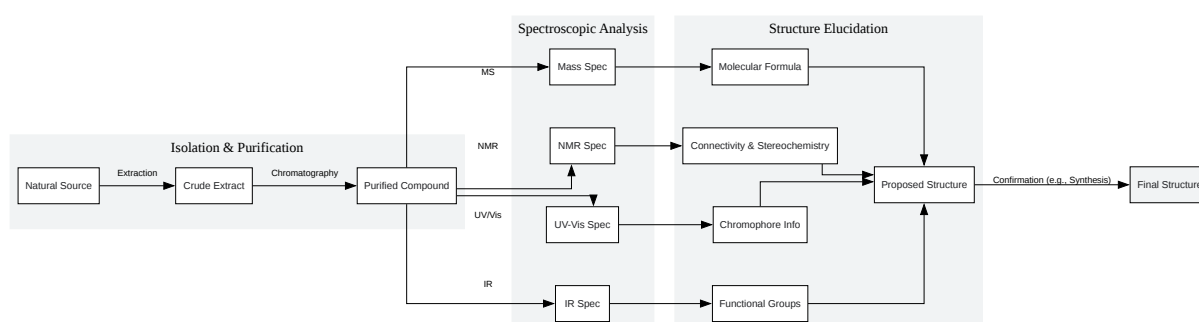 Spectroscopic Analysis
Structure Elucidation
Mass Spec
Molecular Formula
MS
Isolation & Purification
NMR
NMR Spec
Connectivity & Stereochemistry
Natural Source
Extraction
Crude Extract
Chromatography
Purified Compound
Proposed Structure
Confirmation (e.g., Synthesis)
Final Structure
UV/Vis
UV-Vis Spec
Chromophore Info
IR
IR Spec
Functional Groups